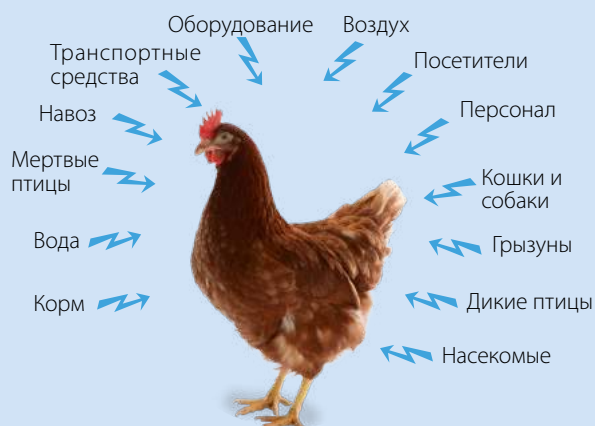 Оборудование
Воздух
Транспортные
средства
Посетители
Навоз
Персонал
Мертвые
птицы
Кошки и
собаки
Вода
Грызуны
Корм
Дикие птицы
Насекомые